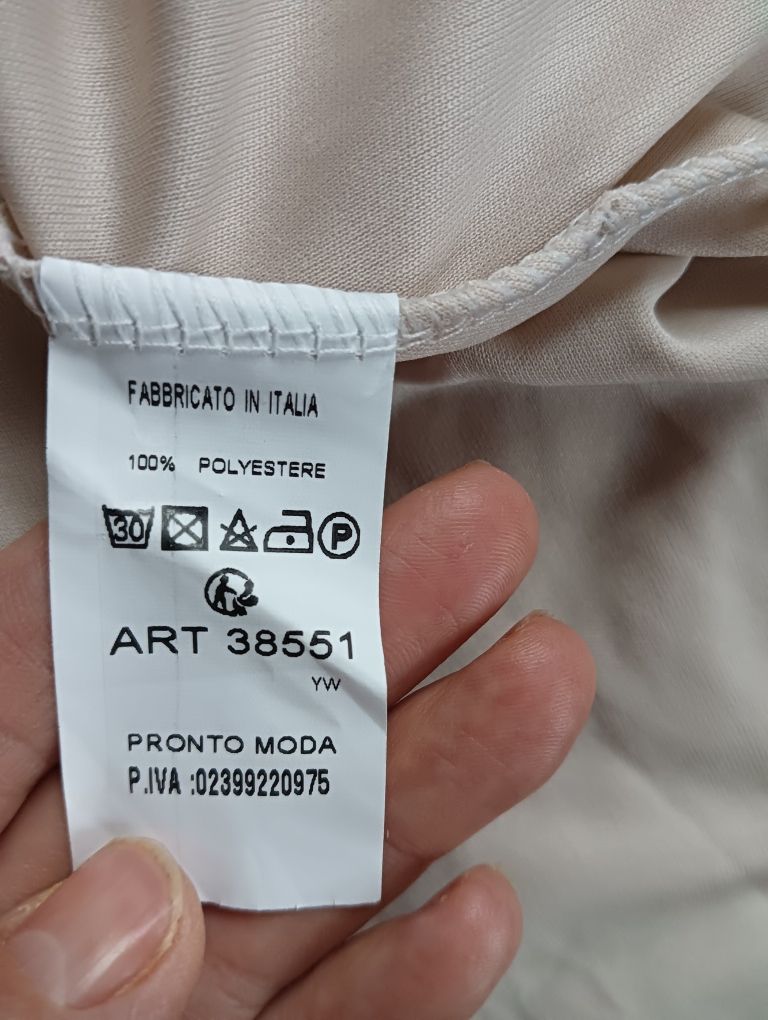 FABBRICATO IN ITALIA
100% POLYESTERE
30 P
ART 38551
YW
PRONTO MODA
P.IVA :02399220975